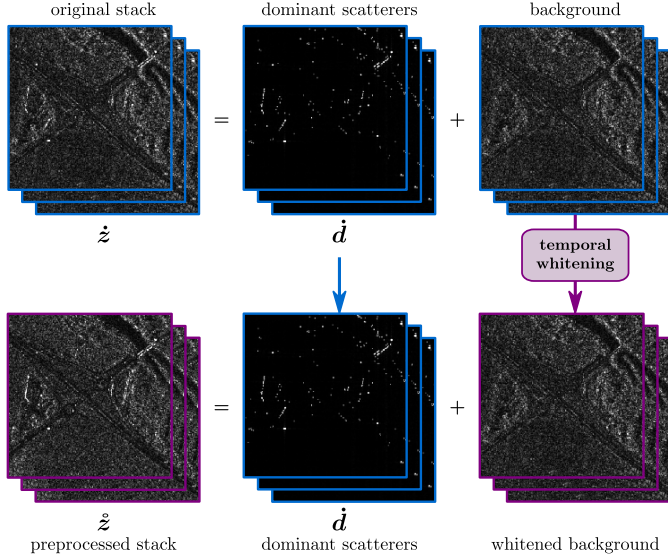 original stack
dominant scatterers
background
=
+
ż
ḋ
temporal
whitening
=
+
z̊
ḋ
preprocessed stack
dominant scatterers
whitened background